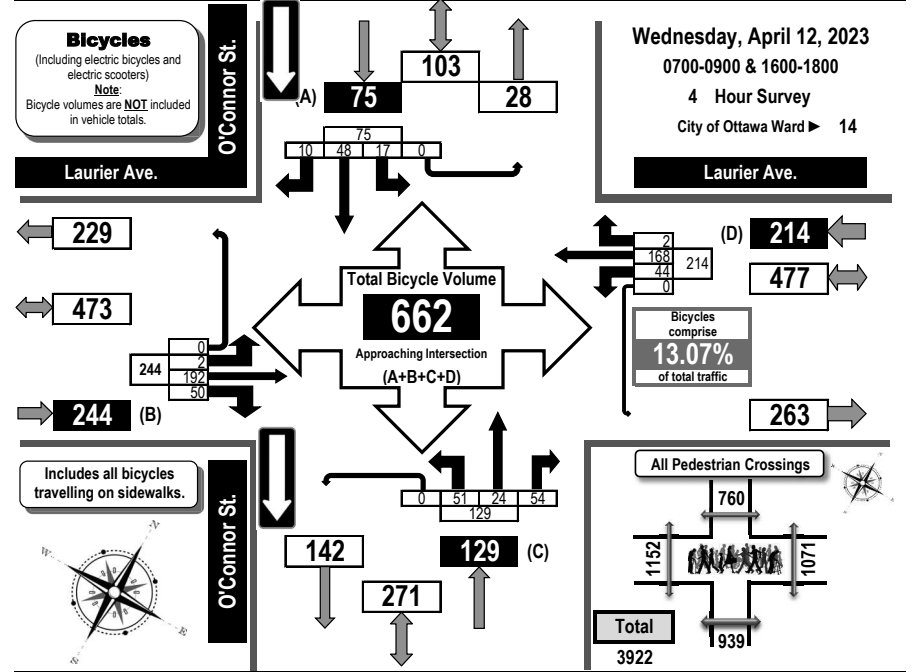 Bicycles
(Including electric bicycles and
electric scooters)
Note:
Bicycle volumes are NOT included
in vehicle totals.
O'Connor St.
Laurier Ave.
(A)
75
103
28
75
10 48 17 0
Wednesday, April 12, 2023
0700-0900 & 1600-1800
4 Hour Survey
City of Ottawa Ward ► 14
Laurier Ave.
229
473
0
2
192
50
244
244
(B)
Total Bicycle Volume
662
Approaching Intersection
(A+B+C+D)
2
168
44
0
214
(D)
214
477
Bicycles
comprise
13.07%
of total traffic
263
Includes all bicycles
travelling on sidewalks.
N
W
E
S
O'Connor St.
0 51 24 54
129
142
271
129
(C)
All Pedestrian Crossings
760
1152
1071
939
Total
3922